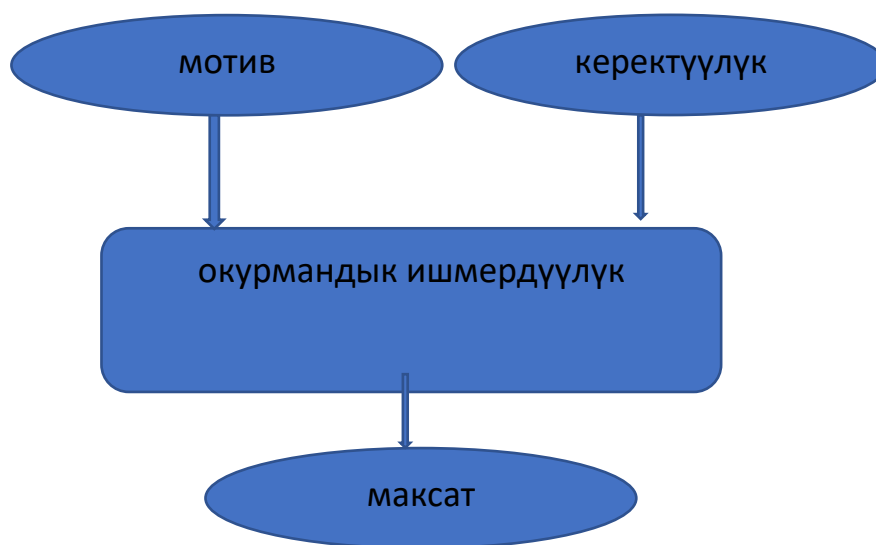 мотив
керектүүлүк
окурмандык ишмердүүлүк
максат